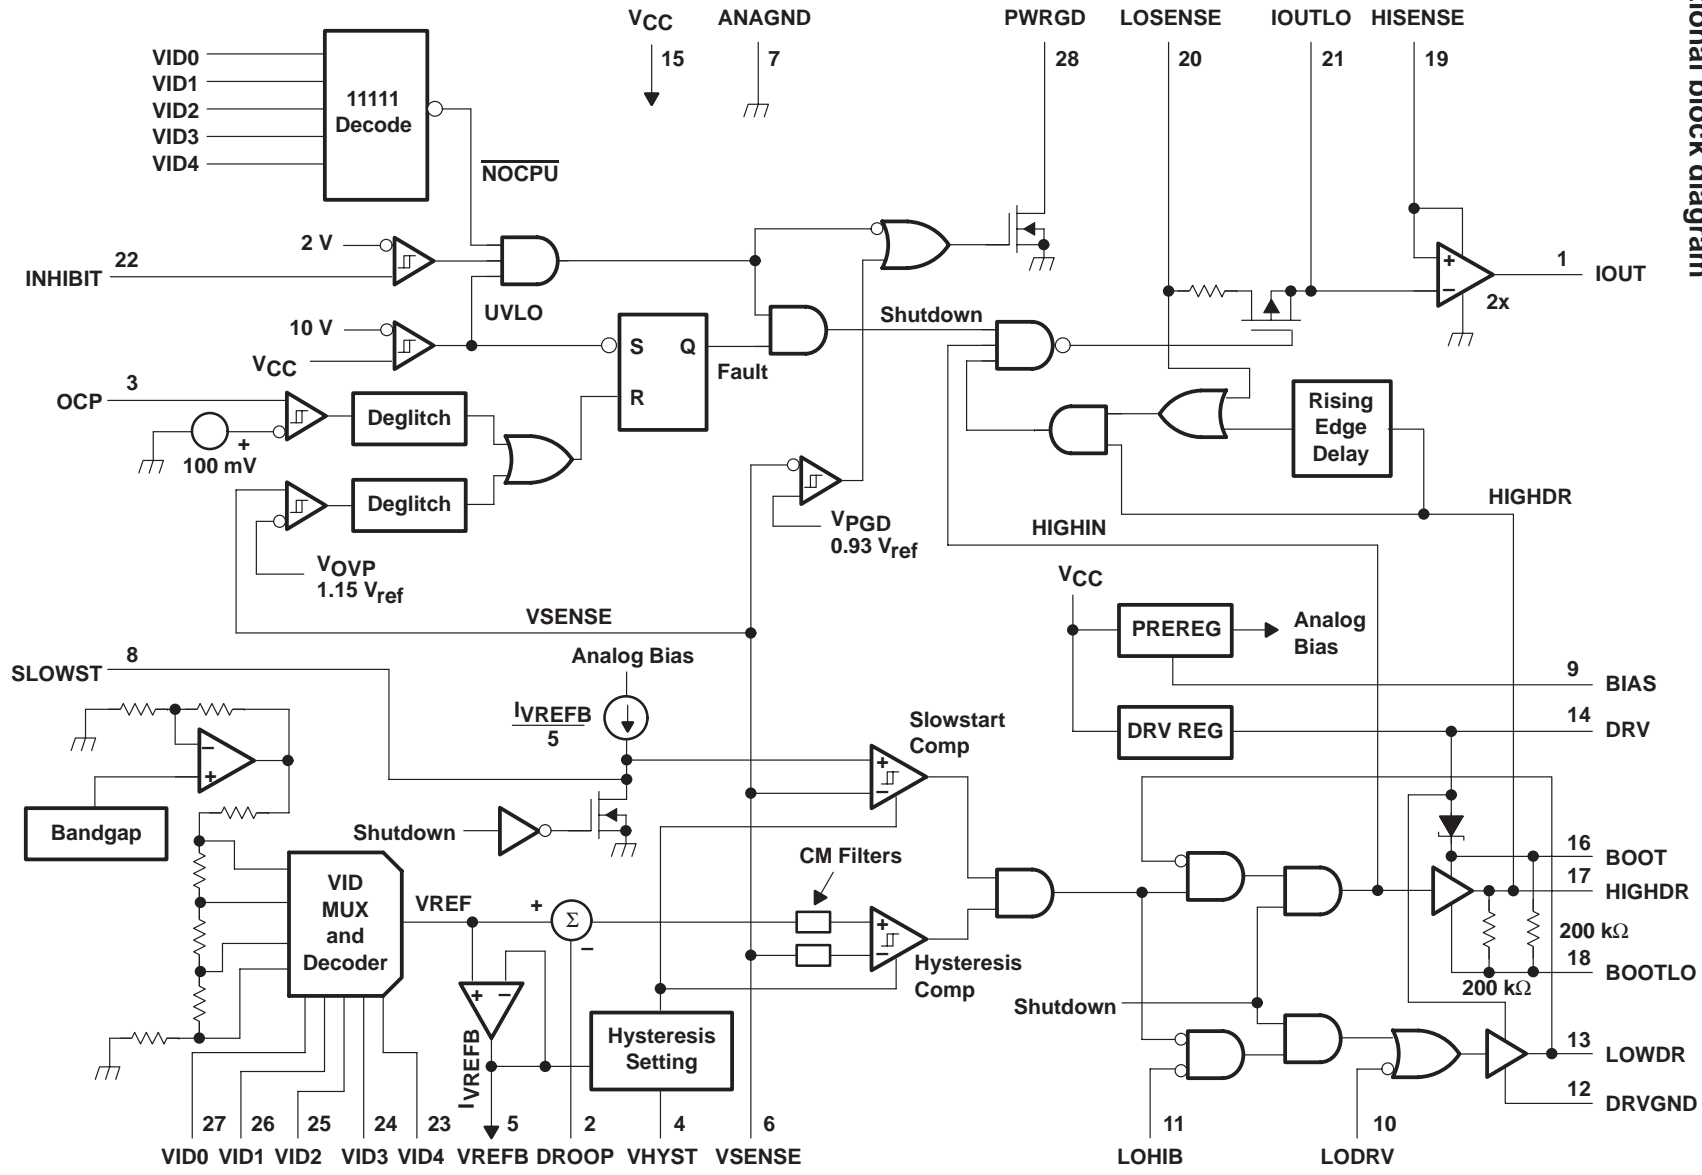 VCC
ANAGND
PWRGD
LOSENSE
IOUTLO
HISENSE
15
7
28
20
21
19
VID0
VID1
VID2
VID3
VID4
11111
Decode
NOCPU
2 V
22
INHIBIT
UVLO
10 V
VCC
3
OCP
100 mV
+
Deglitch
Deglitch
VOVP
1.15 Vref
S
Q
R
Fault
Shutdown
+
−
2x
1
IOUT
Rising
Edge
Delay
HIGHDR
HIGHIN
VPGD
0.93 Vref
VSENSE
VCC
PREREG
Analog
Bias
9
BIAS
DRV REG
14
DRV
8
SLOWST
Analog Bias
IVREFB
5
Slowstart
Comp
+
−
−
+
Bandgap
Shutdown
CM Filters
VID
MUX
and
Decoder
VREF
+
Σ
−
+
−
Hysteresis
Comp
+
−
IVREFB
Hysteresis
Setting
Shutdown
16
BOOT
17
HIGHDR
200 kΩ
18
BOOTLO
200 kΩ
13
LOWDR
12
DRVGND
27
26
25
24
23
5
2
4
6
11
10
VID0
VID1
VID2
VID3
VID4
VREFB
DROOP
VHYST
VSENSE
LOHIB
LODRV
block diagram